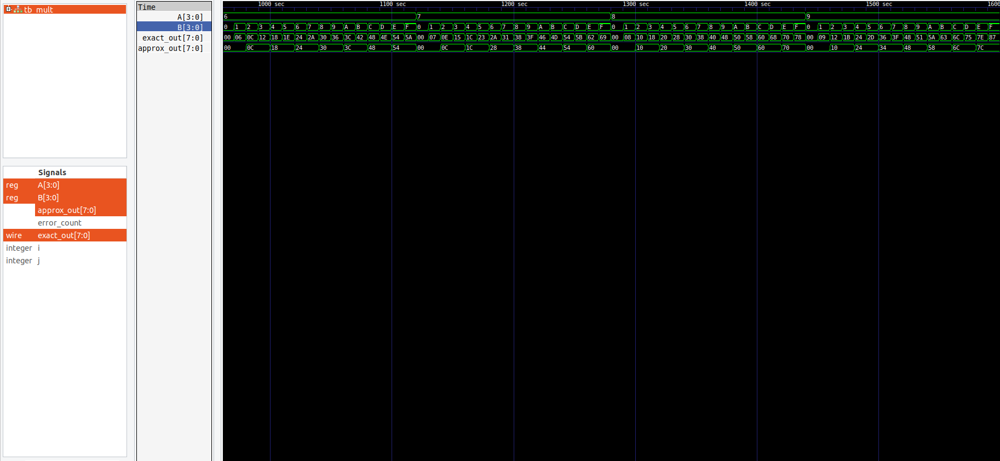 tb_mult
Signals
reg A[3:0]
reg B[3:0]
approx_out[7:0]
error_count
wire exact_out[7:0]
integer i
integer j
Time
A[3:0]
B[3:0]
exact_out[7:0]
approx_out[7:0]
1000 sec 1100 sec 1200 sec 1300 sec 1400 sec 1500 sec 1600
6 7 8 9
0 1 2 3 4 5 6 7 8 9 A B C D E F 0 1 2 3 4 5 6 7 8 9 A B C D E F 0 1 2 3 4 5 6 7 8 9 A B C D E F 0 1 2 3 4 5 6 7 8 9 A B C D E F
00 06 0C 12 18 1E 24 2A 30 36 3C 42 48 4E 54 5A 00 07 0E 15 1C 23 2A 31 38 3F 46 4D 54 5B 62 69 00 08 10 18 20 28 30 38 40 48 50 58 60 68 70 78 00 09 12 1B 24 2D 36 3F 48 51 5A 63 6C 75 7E 87
00 0C 18 24 30 3C 48 54 00 0C 1C 28 38 44 54 60 00 10 20 30 40 50 60 70 00 10 24 34 48 58 6C 7C